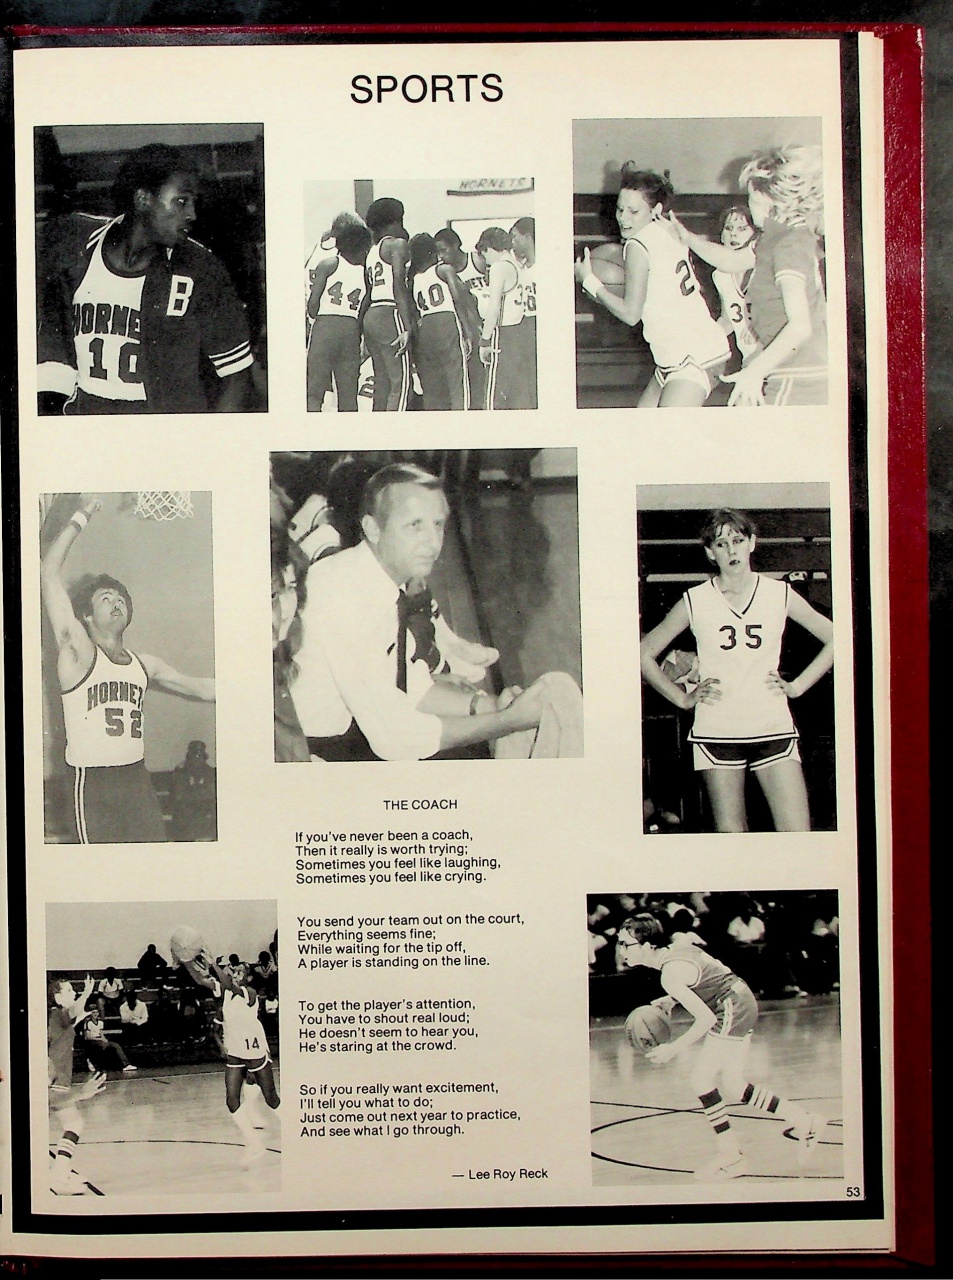 SPORTS
HORNETS
B
HORNE
10
44
32
40
36
2
35
HORNET
52
35
THE COACH
If you've never been a coach,
Then it really is worth trying;
Sometimes you feel like laughing,
Sometimes you feel like crying.
You send your team out on the court,
Everything seems fine;
While waiting for the tip off,
A player is standing on the line.
To get the player's attention,
You have to shout real loud;
He doesn't seem to hear you,
He's staring at the crowd.
So if you really want excitement,
I'll tell you what to do;
Just come out next year to practice,
And see what I go through.
— Lee Roy Reck
14
53